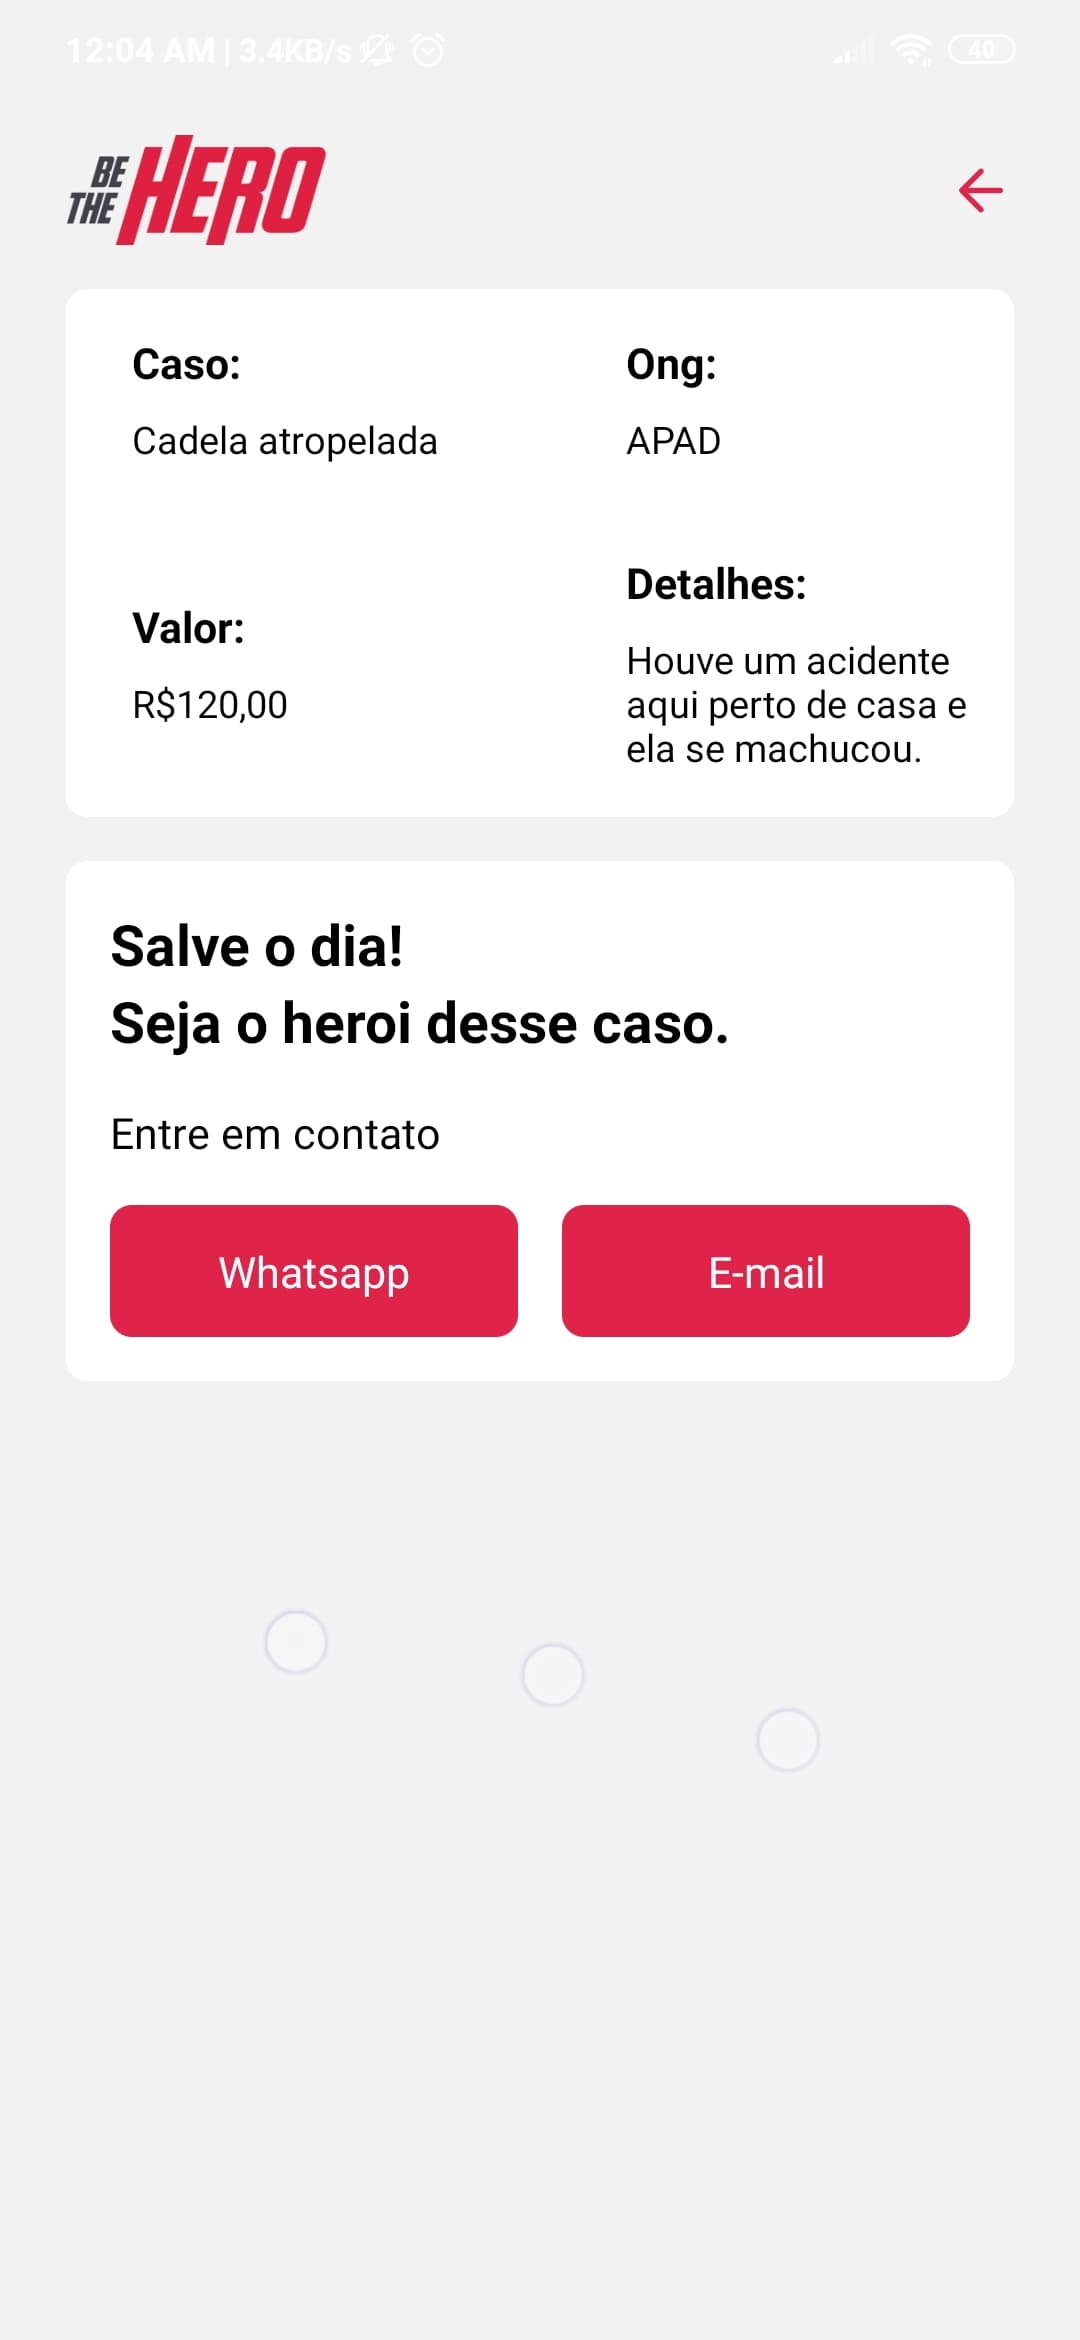 12:04 AM | 3.4KB/s
40
BE
THE HERO
Caso:
Cadela atropelada
Ong:
APAD
Valor:
R$120,00
Detalhes:
Houve um acidente
aqui perto de casa e
ela se machucou.
Salve o dia!
Seja o heroi desse caso.
Entre em contato
Whatsapp
E-mail